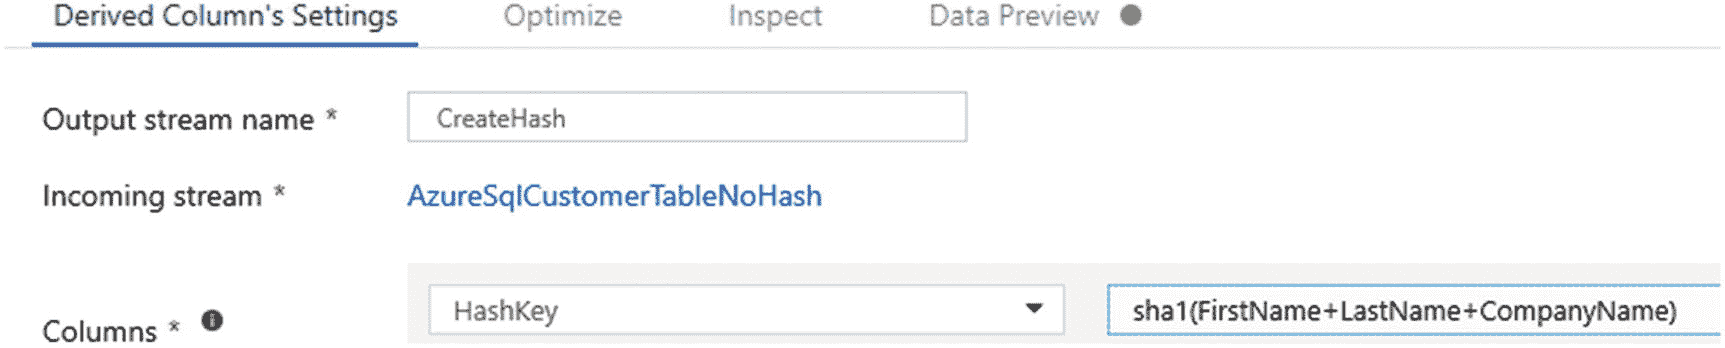 Derived Column's Settings Optimize Inspect Data Preview
Output stream name * CreateHash
Incoming stream * AzureSqlCustomerTableNoHash
Columns * HashKey sha1(FirstName+LastName+CompanyName)